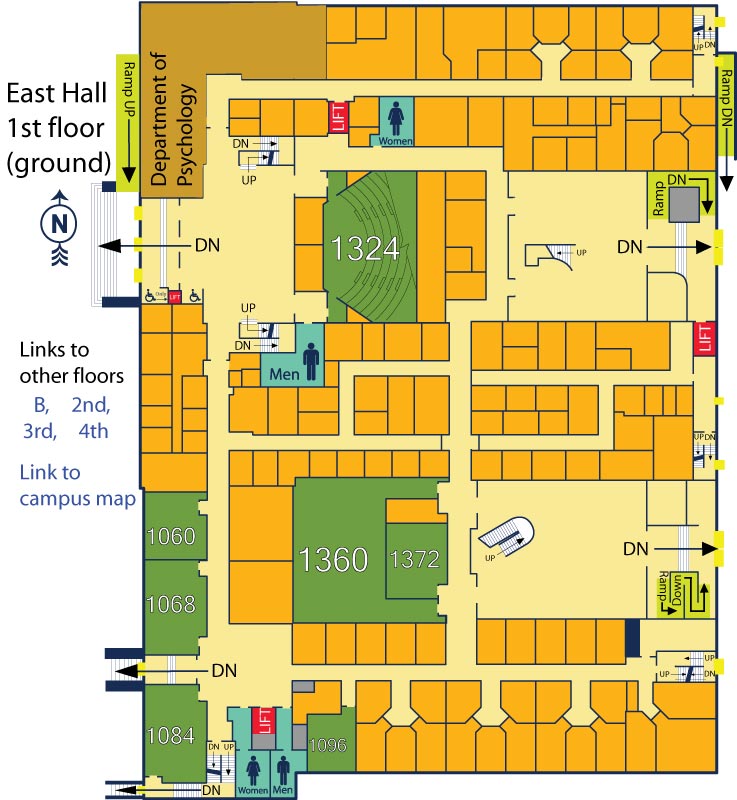 East Hall
1st floor
(ground)
Ramp UP
Department of
Psychology
N
DN
Links to
other floors
B, 2nd,
3rd, 4th
Link to
campus map
DN
UP
LIFT
Women
UP DN
Ramp DN
Ramp
DN
1324
UP
DN
LIFT
UP
DN
Men
LIFT
UP DN
1060
1068
1360
1372
UP
DN
Ramp
Down
DN
UP
UP
DN
1084
DN UP
LIFT
Women
Men
1096
DN